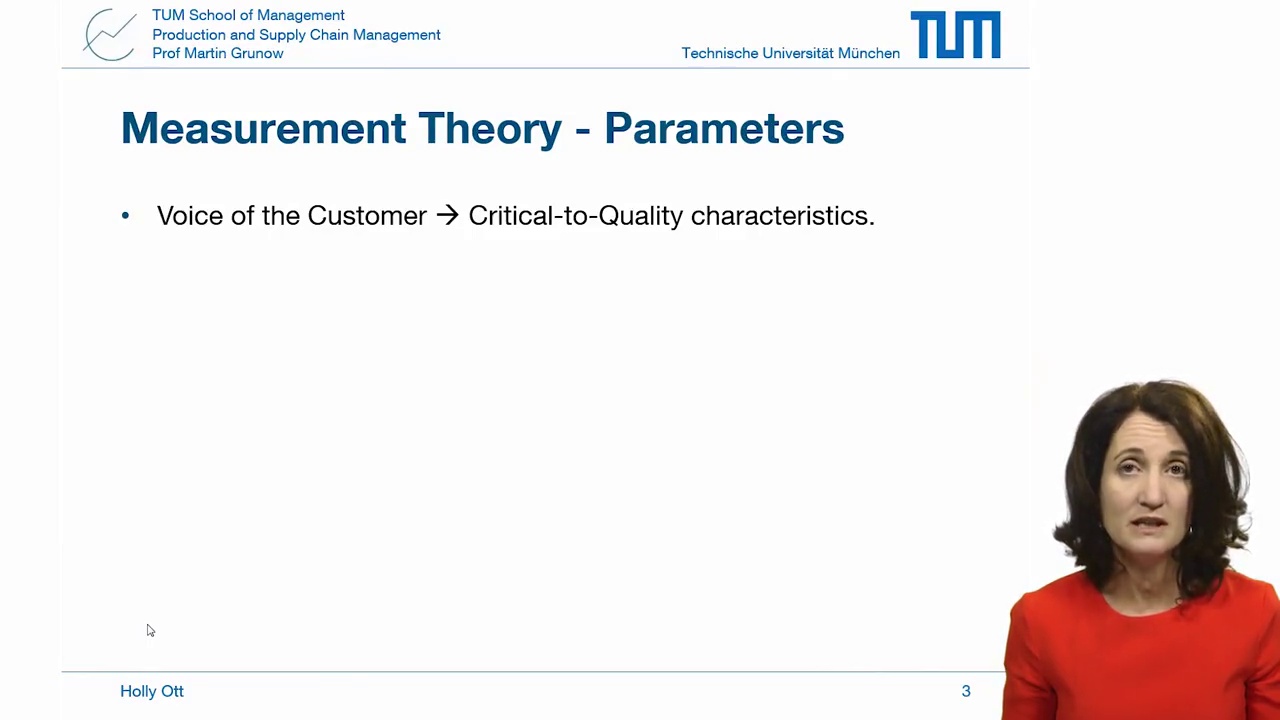 TUM School of Management
Production and Supply Chain Management
Prof Martin Grunow
Technische Universität München
TUM
Measurement Theory - Parameters
• Voice of the Customer → Critical-to-Quality characteristics.
Holly Ott
3